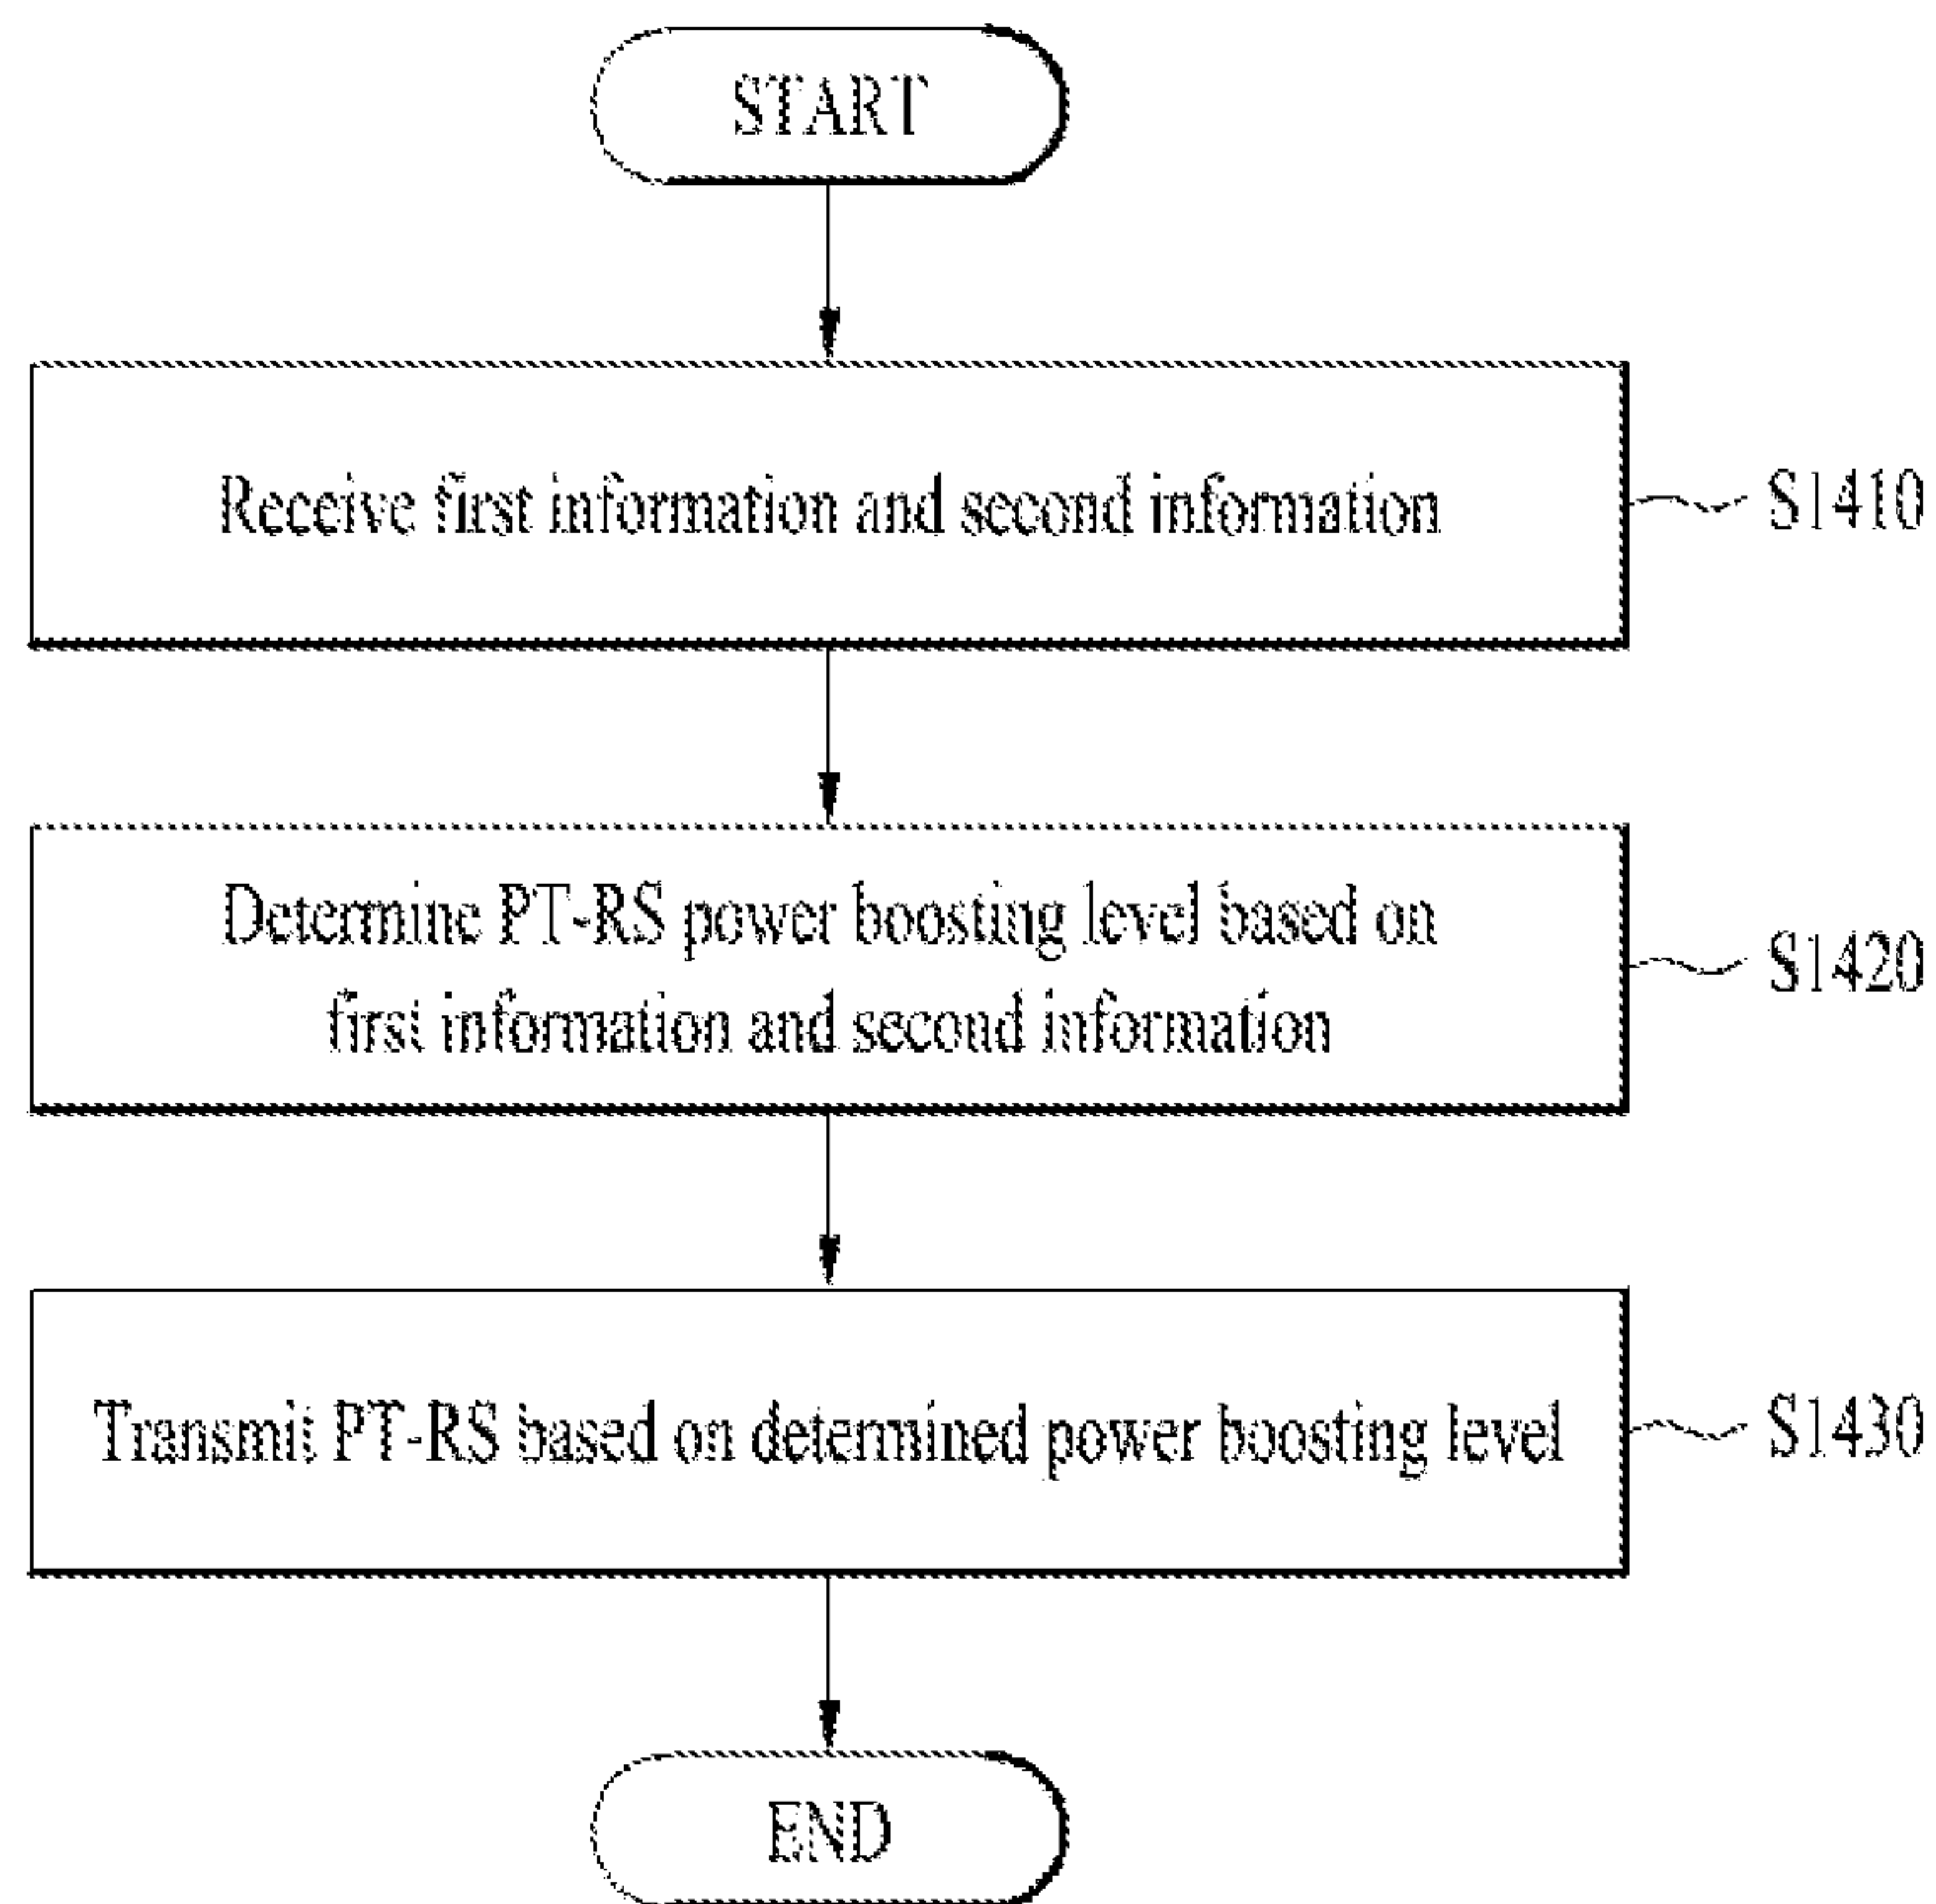 START
Receive first information and second information
S1410
Determine PT-RS power boosting level based on
first information and second information
S1420
Transmit PT-RS based on determined power boosting level
S1430
END